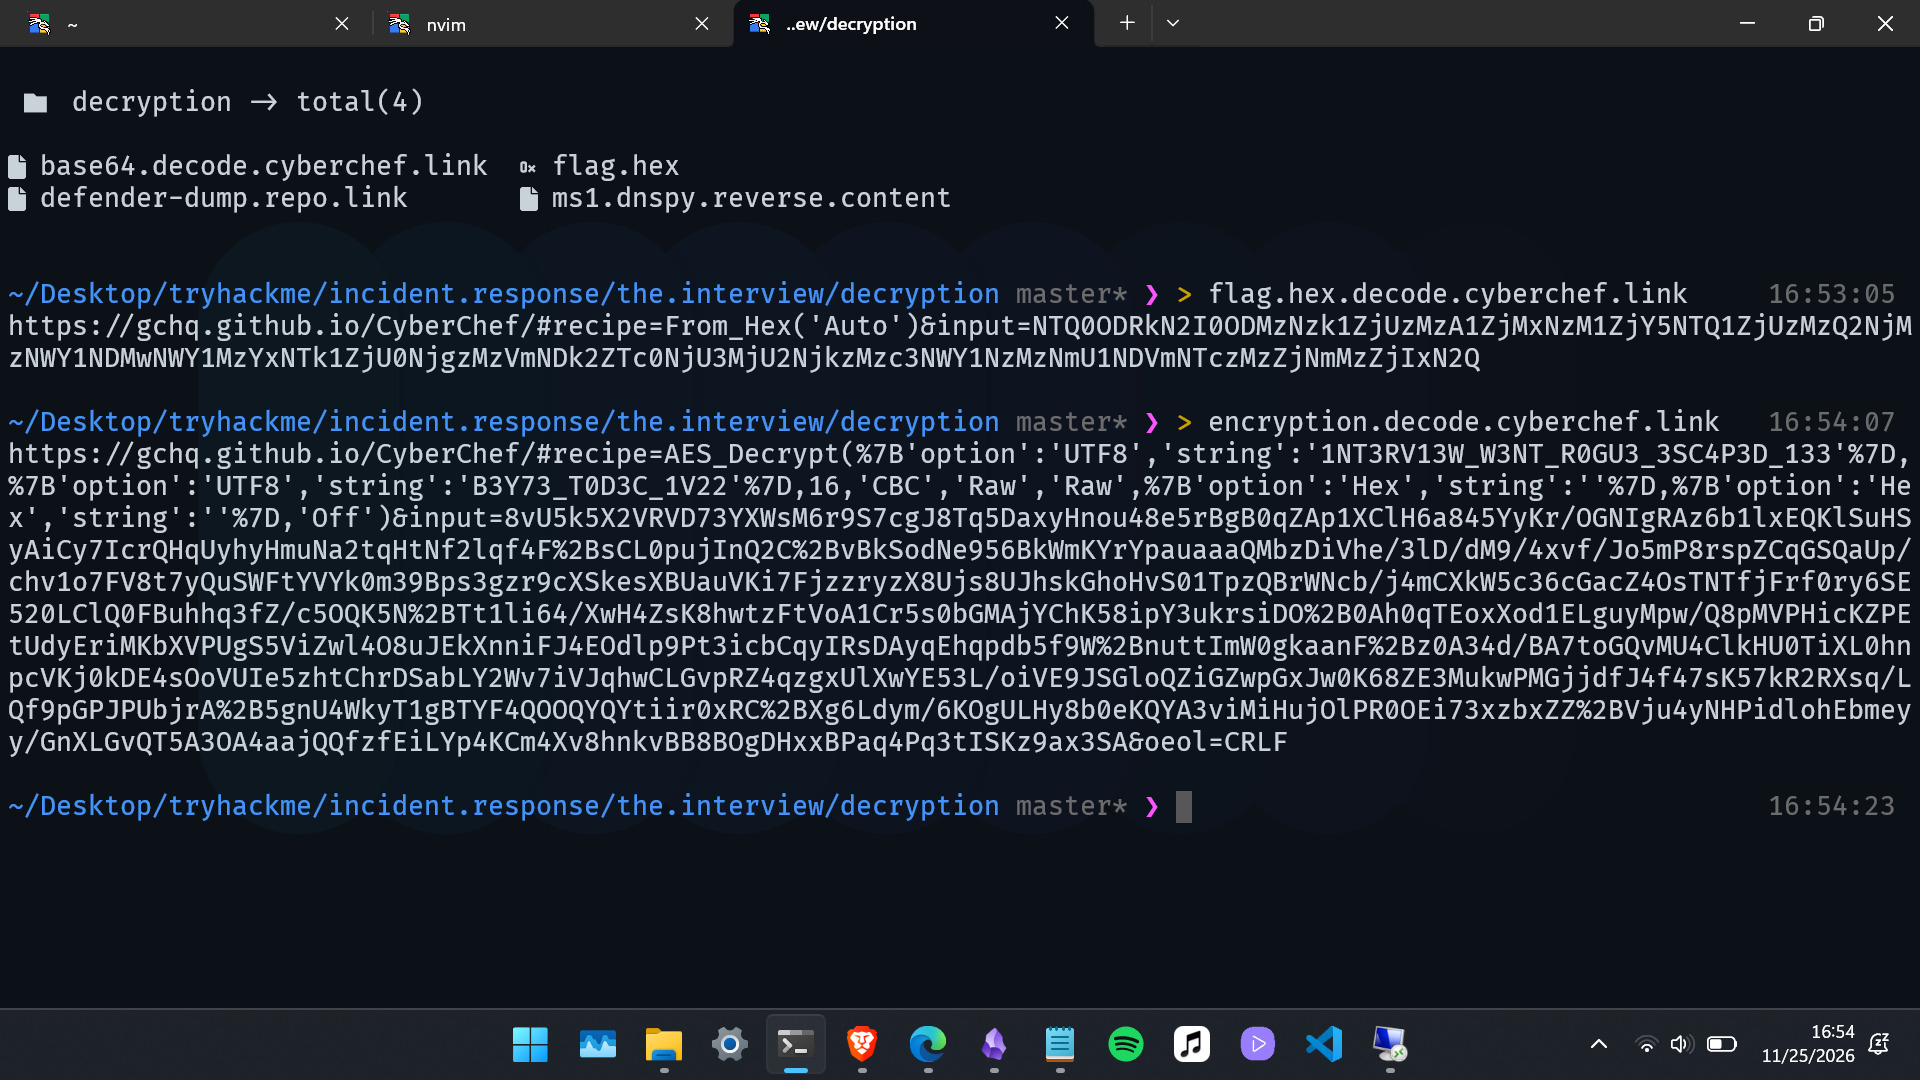 ~
nvim
..ew/decryption
decryption → total(4)
base64.decode.cyberchef.link flag.hex
defender-dump.repo.link ms1.dnspy.reverse.content
~/Desktop/tryhackme/incident.response/the.interview/decryption master* ❯ > flag.hex.decode.cyberchef.link 16:53:05
https://gchq.github.io/CyberChef/#recipe=From_Hex('Auto')&input=NTQ0ODRkN2I0ODMzNzk1ZjUzMzA1ZjMxNzM1ZjY5NTQ1ZjUzMzQ2NjM
zNWY1NDMwNWY1MzYxNTk1ZjU0NjgzMzVmNDk2ZTc0NjU3MjU2NjkzMzc3NWY1NzMzNmU1NDVmNTczMzZjNmMzZjIxN2Q
~/Desktop/tryhackme/incident.response/the.interview/decryption master* ❯ > encryption.decode.cyberchef.link 16:54:07
https://gchq.github.io/CyberChef/#recipe=AES_Decrypt(%7B'option':'UTF8','string':'1NT3RV13W_W3NT_R0GU3_3SC4P3D_133'%7D,
%7B'option':'UTF8','string':'B3Y73_T0D3C_1V22'%7D,16,'CBC','Raw','Raw',%7B'option':'Hex','string':''%7D,%7B'option':'He
x','string':''%7D,'Off')&input=8vU5k5X2VRVD73YXWsM6r9S7cgJ8Tq5DaxyHnou48e5rBgB0qZAp1XClH6a845YyKr/OGNIgRAz6b1lxEQKlSuHS
yAiCy7IcrQHqUyhyHmuNa2tqHtNf2lqf4F%2BsCL0pujInQ2C%2BvBkSodNe956BkWmKYrYpauaaaQMbzDiVhe/3lD/dM9/4xvf/Jo5mP8rspZCqGSQaUp/
chv1o7FV8t7yQuSWFtYVYk0m39Bps3gzr9cXSkesXBUauVKi7FjzzryzX8Ujs8UJhskGhoHvS01TpzQBrWNcb/j4mCXkW5c36cGacZ4OsTNTfjFrf0ry6SE
520LClQ0FBuhhq3fZ/c5OQK5N%2BTt1li64/XwH4ZsK8hwtzFtVoA1Cr5s0bGMAjYChK58ipY3ukrsiDO%2B0Ah0qTEoxXod1ELguyMpw/Q8pMVPHicKZPE
tUdyEriMKbXVPUgS5ViZwl4O8uJEkXnniFJ4EOdlp9Pt3icbCqyIRsDAyqEhqpdb5f9W%2BnuttImW0gkaanF%2Bz0A34d/BA7toGQvMU4ClkHU0TiXL0hn
pcVKj0kDE4sOoVUIe5zhtChrDSabLY2Wv7iVJqhwCLGvpRZ4qzgxUlXwYE53L/oiVE9JSGloQZiGZwpGxJw0K68ZE3MukwPMGjjdfJ4f47sK57kR2RXsq/L
Qf9pGPJPUbjrA%2B5gnU4WkyT1gBTYF4QOOQYQYtiir0xRC%2BXg6Ldym/6KOgULHy8b0eKQYA3viMiHujOlPR0OEi73xzbxZZ%2BVju4yNHPidlohEbmey
y/GnXLGvQT5A3OA4aajQQfzfEiLYp4KCm4Xv8hnkvBB8BOgDHxxBPaq4Pq3tISKz9ax3SA&oeol=CRLF
~/Desktop/tryhackme/incident.response/the.interview/decryption master* ❯ 16:54:23
16:54
11/25/2026